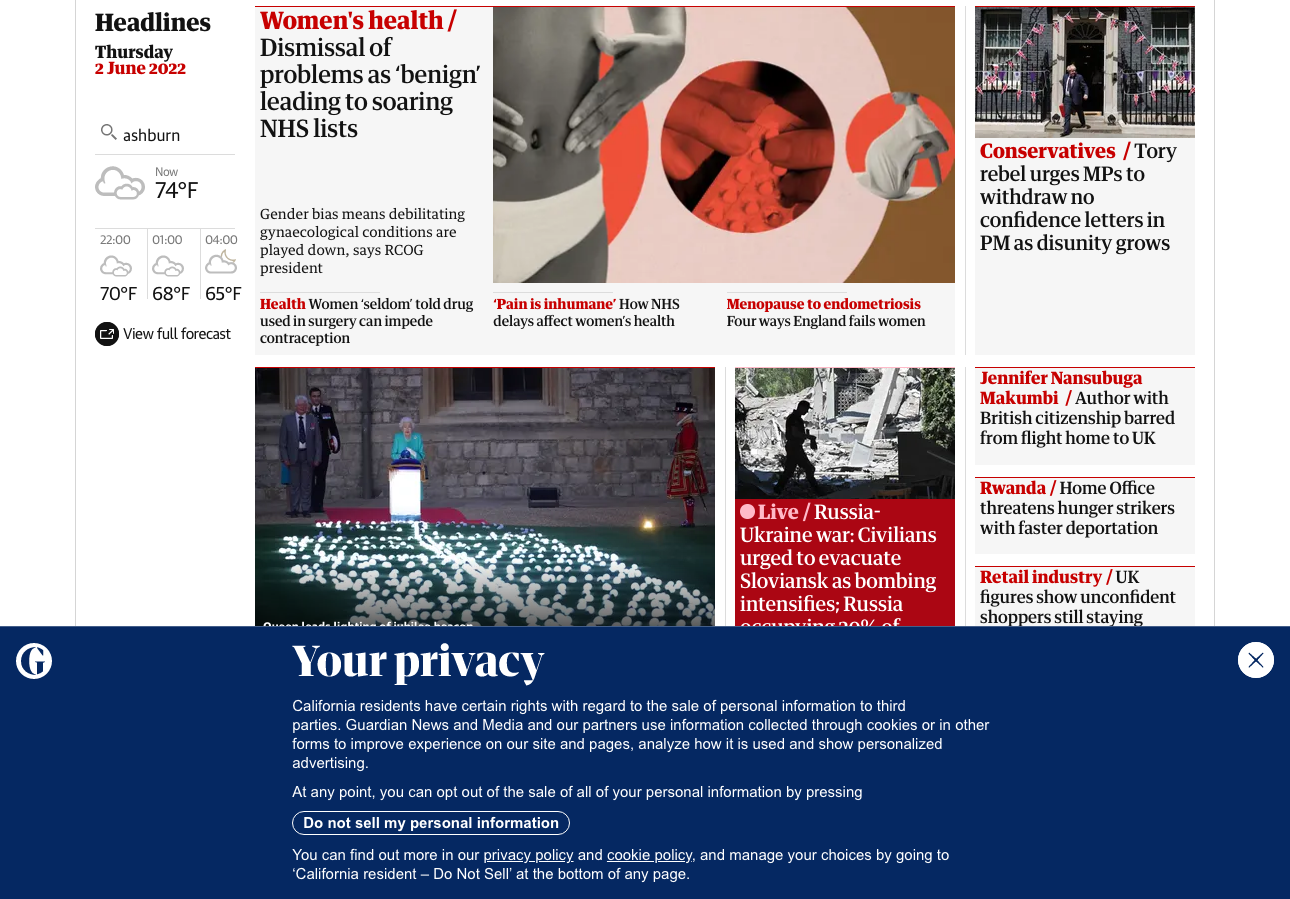 Headlines
Thursday
2 June 2022
ashburn
Now
74°F
22:00
01:00
04:00
70°F
68°F
65°F
View full forecast
Women's health /
Dismissal of
problems as ‘benign’
leading to soaring
NHS lists
Gender bias means debilitating
gynaecological conditions are
played down, says RCOG
president
Health Women ‘seldom’ told drug
used in surgery can impede
contraception
‘Pain is inhumane’ How NHS
delays affect women’s health
Menopause to endometriosis
Four ways England fails women
Conservatives / Tory
rebel urges MPs to
withdraw no
confidence letters in
PM as disunity grows
Queen leads lighting of jubilee beacon
Live / Russia-
Ukraine war: Civilians
urged to evacuate
Sloviansk as bombing
intensifies; Russia
occupying 20% of
Jennifer Nansubuga
Makumbi / Author with
British citizenship barred
from flight home to UK
Rwanda / Home Office
threatens hunger strikers
with faster deportation
Retail industry / UK
figures show unconfident
shoppers still staying
Your privacy
California residents have certain rights with regard to the sale of personal information to third
parties. Guardian News and Media and our partners use information collected through cookies or in other
forms to improve experience on our site and pages, analyze how it is used and show personalized
advertising.
At any point, you can opt out of the sale of all of your personal information by pressing
Do not sell my personal information
You can find out more in our privacy policy and cookie policy, and manage your choices by going to
‘California resident – Do Not Sell’ at the bottom of any page.